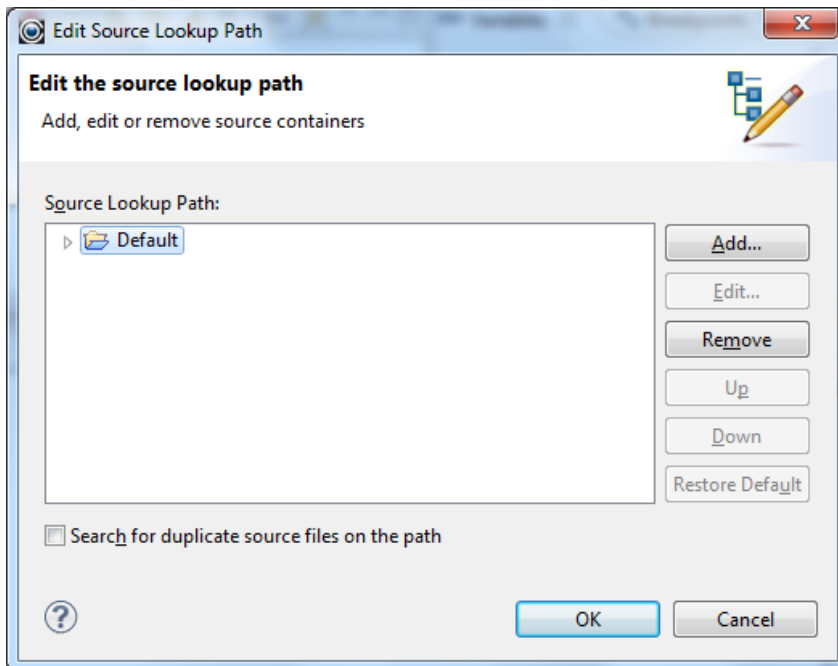 Edit Source Lookup Path
Edit the source lookup path
Add, edit or remove source containers
Source Lookup Path:
Default
Add...
Edit...
Remove
Up
Down
Restore Default
Search for duplicate source files on the path
OK
Cancel